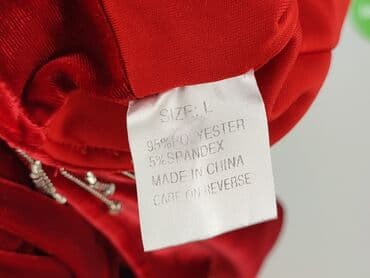 SIZE: L
95%POLYESTER
5%SPANDEX
MADE IN CHINA
CARE ON REVERSE